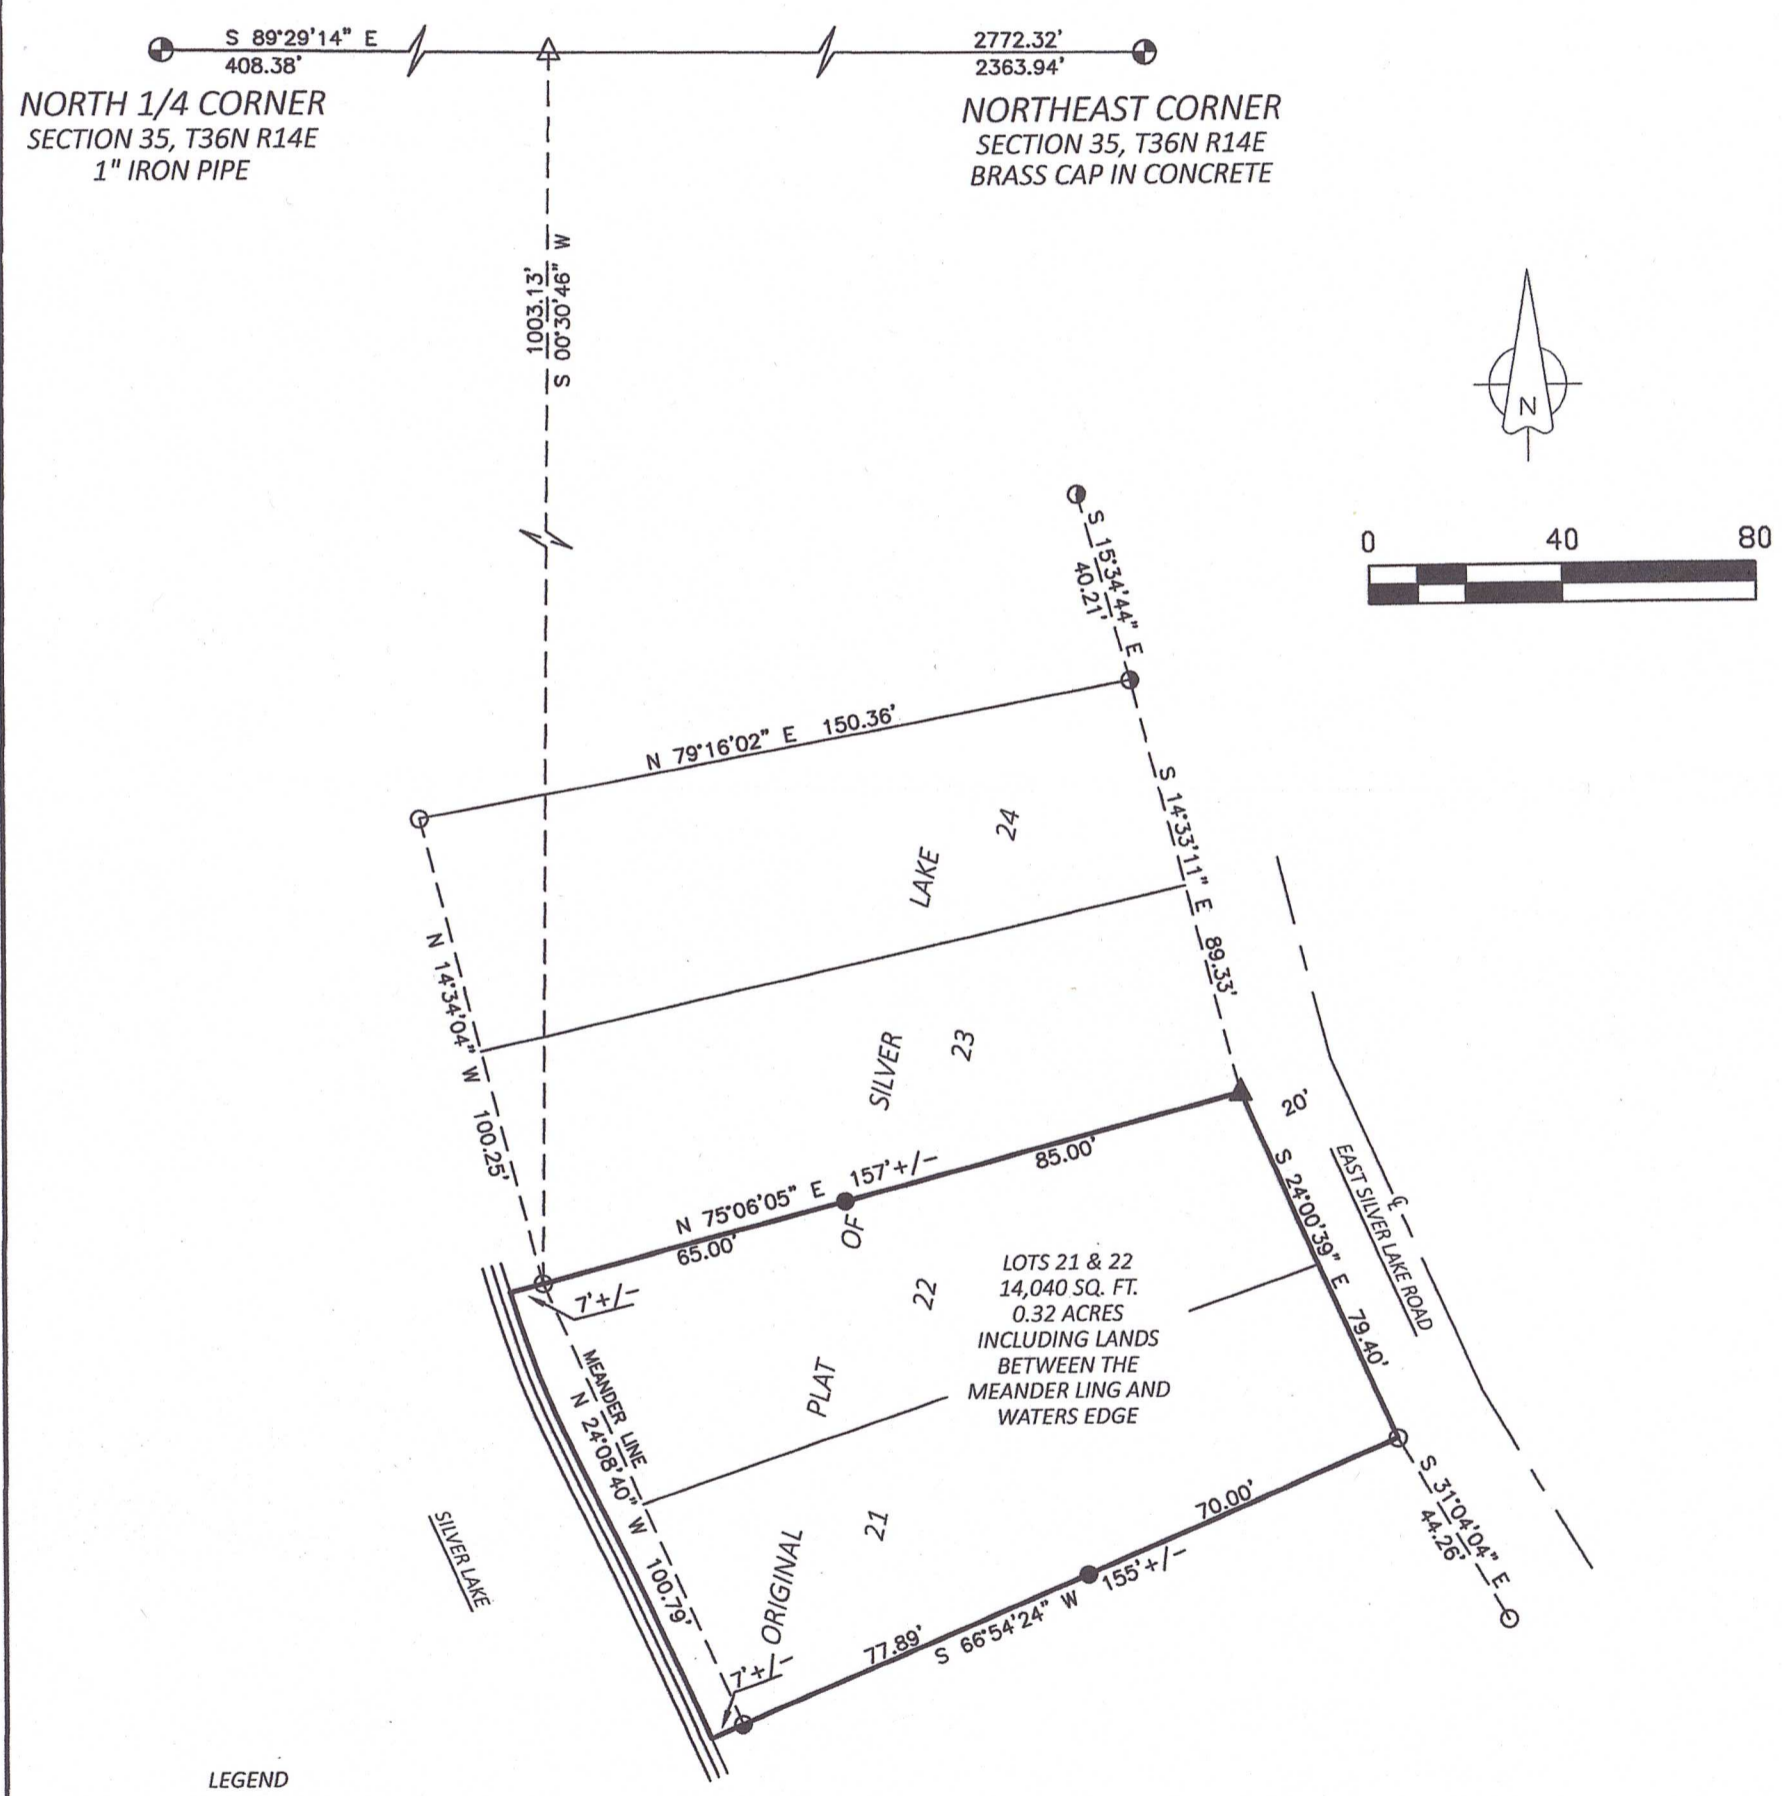 S 89°29'14" E
408.38'
2772.32'
2363.94'
NORTH 1/4 CORNER
SECTION 35, T36N R14E
1" IRON PIPE
NORTHEAST CORNER
SECTION 35, T36N R14E
BRASS CAP IN CONCRETE
1003.13'
S 00°30'46" W
N
0 40 80
S 15°34'44" E
40.21'
N 79°16'02" E 150.36'
S 14°33'11" E 89.33'
24
LAKE
N 14°34'04" W 100.25'
23
SILVER
20'
N 75°06'05" E 157'+/-
65.00'
85.00'
OF
S 24°00'39" E 79.40'
EAST SILVER LAKE ROAD
℄
7'+/-
22
LOTS 21 & 22
14,040 SQ. FT.
0.32 ACRES
INCLUDING LANDS
BETWEEN THE
MEANDER LING AND
WATERS EDGE
MEANDER LINE
N 24°08'40" W 100.79'
PLAT
21
ORIGINAL
SILVER LAKE
70.00'
155'+/-
S 66°54'24" W
77.89'
7'+/-
S 31°04'04" E
44.26'
LEGEND